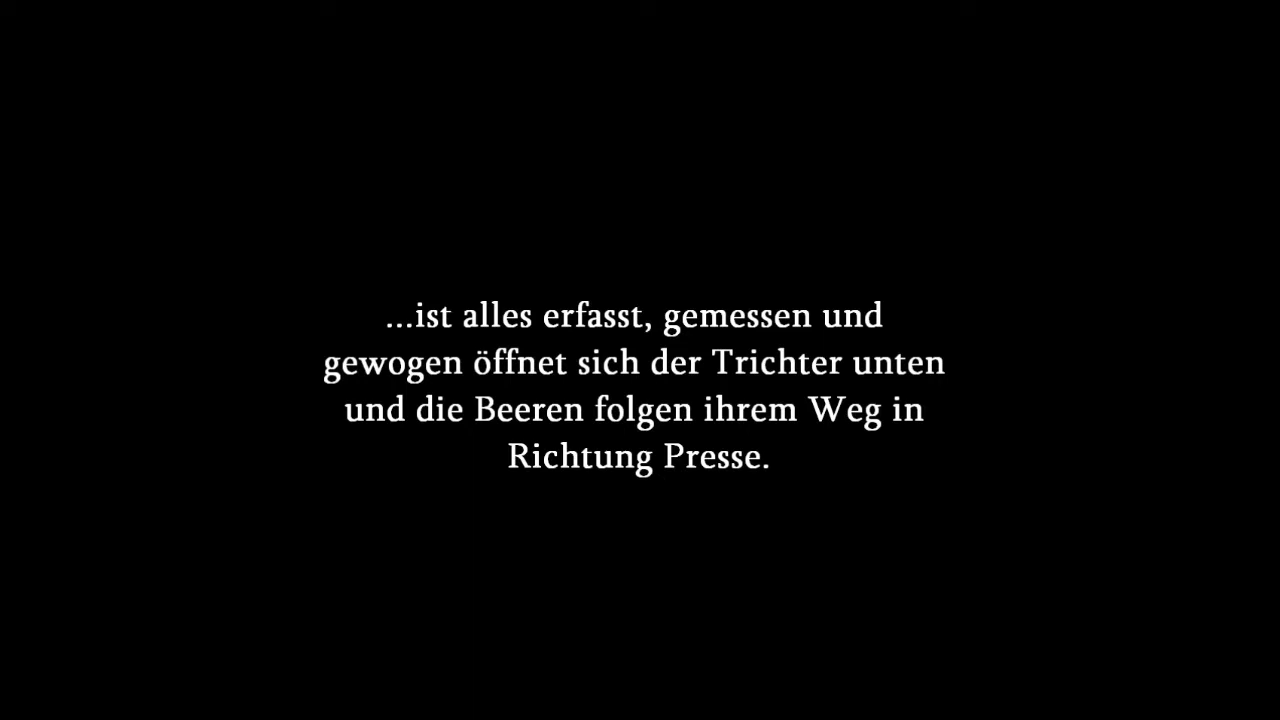 ...ist alles erfasst, gemessen und
gewogen öffnet sich der Trichter unten
und die Beeren folgen ihrem Weg in
Richtung Presse.